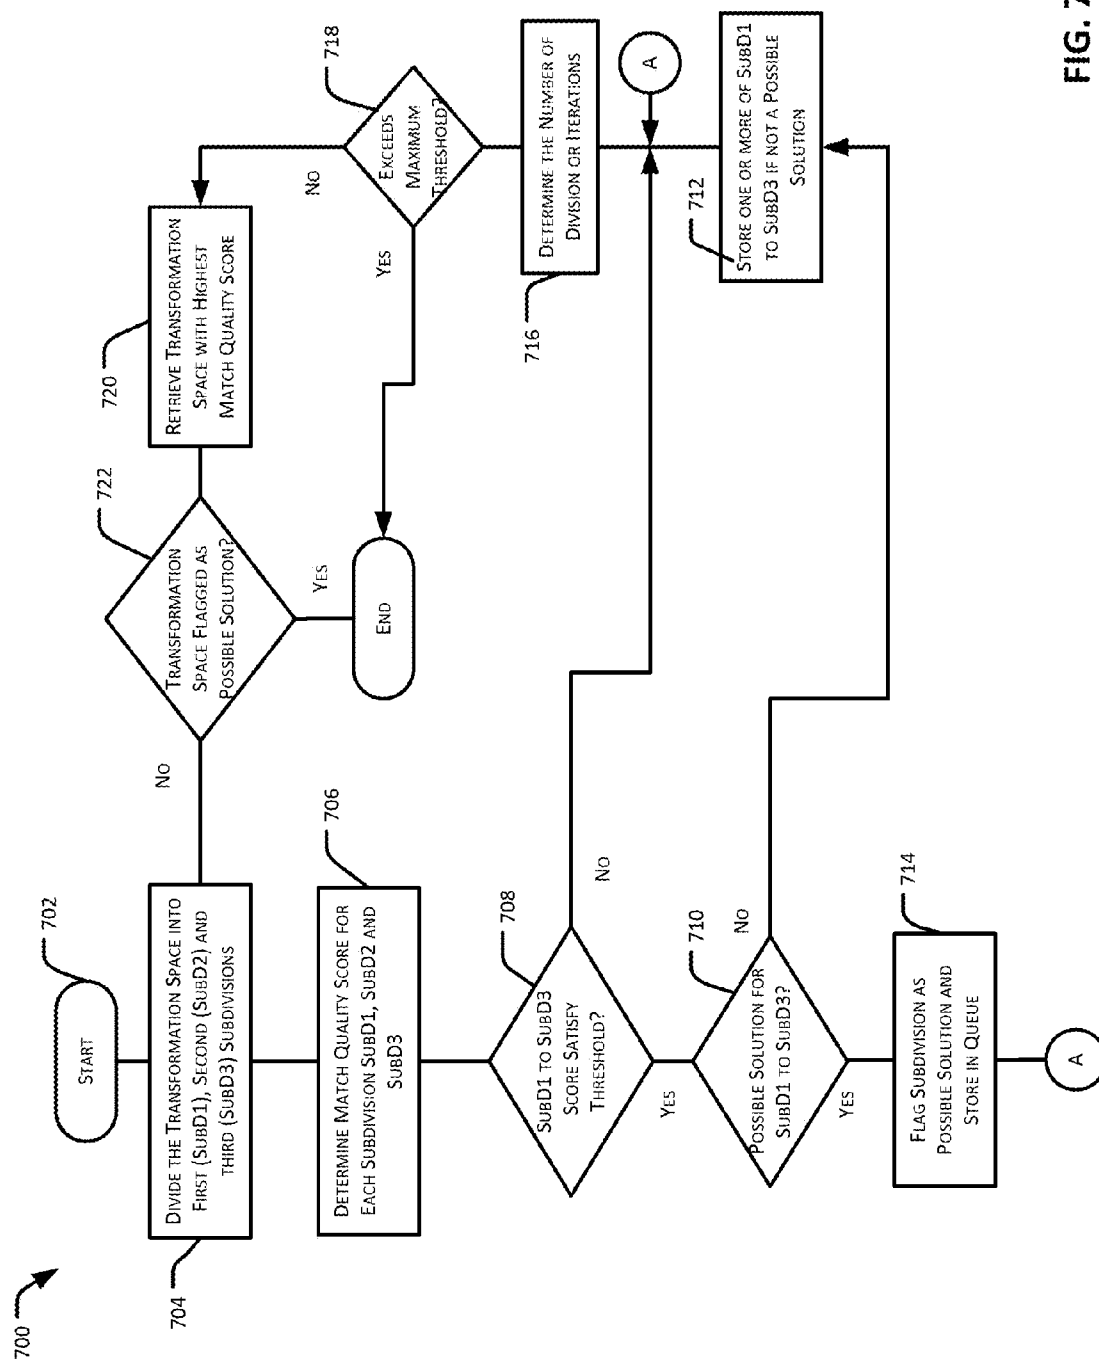 700
START
702
DIVIDE THE TRANSFORMATION SPACE INTO
FIRST (SUBD1), SECOND (SUBD2) AND
THIRD (SUBD3) SUBDIVISIONS
704
DETERMINE MATCH QUALITY SCORE FOR
EACH SUBDIVISION SUBD1, SUBD2 AND
SUBD3
706
SUBD1 TO SUBD3
SCORE SATISFY
THRESHOLD?
708
NO
YES
POSSIBLE SOLUTION FOR
SUBD1 TO SUBD3?
710
NO
YES
FLAG SUBDIVISION AS
POSSIBLE SOLUTION AND
STORE IN QUEUE
714
A
NO
TRANSFORMATION
SPACE FLAGGED AS
POSSIBLE SOLUTION?
722
YES
END
RETRIEVE TRANSFORMATION
SPACE WITH HIGHEST
MATCH QUALITY SCORE
720
NO
EXCEEDS
MAXIMUM
THRESHOLD?
718
YES
DETERMINE THE NUMBER OF
DIVISION OR ITERATIONS
716
A
STORE ONE OR MORE OF SUBD1
TO SUBD3 IF NOT A POSSIBLE
SOLUTION
712
FIG. 7